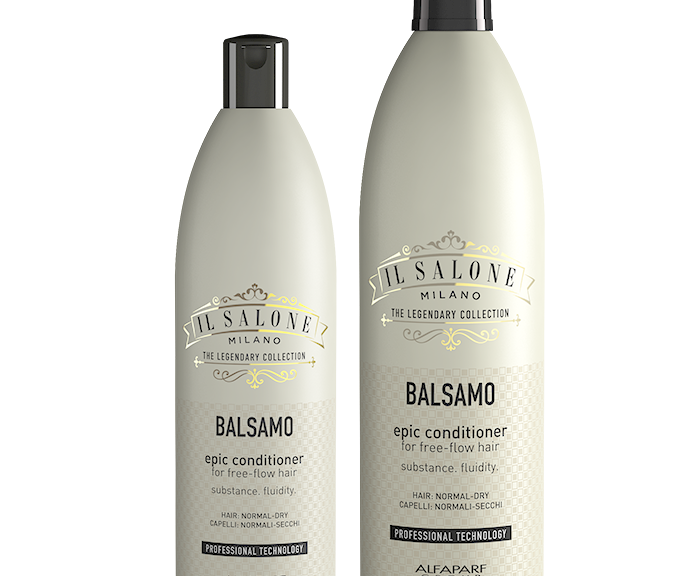 IL SALONE
MILANO
THE LEGENDARY COLLECTION
BALSAMO
epic conditioner
for free-flow hair
substance. fluidity.
HAIR: NORMAL-DRY
CAPELLI: NORMALI-SECCHI
PROFESSIONAL TECHNOLOGY
IL SALONE
MILANO
THE LEGENDARY COLLECTION
BALSAMO
epic conditioner
for free-flow hair
substance. fluidity.
HAIR: NORMAL-DRY
CAPELLI: NORMALI-SECCHI
PROFESSIONAL TECHNOLOGY
ALFAPARF